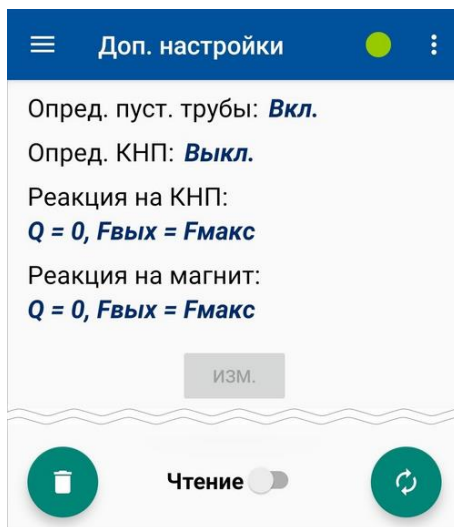 Доп. настройки
Опред. пуст. трубы: Вкл.
Опред. КНП: Выкл.
Реакция на КНП:
Q = 0, Fвых = Fмакс
Реакция на магнит:
Q = 0, Fвых = Fмакс
изм.
Чтение